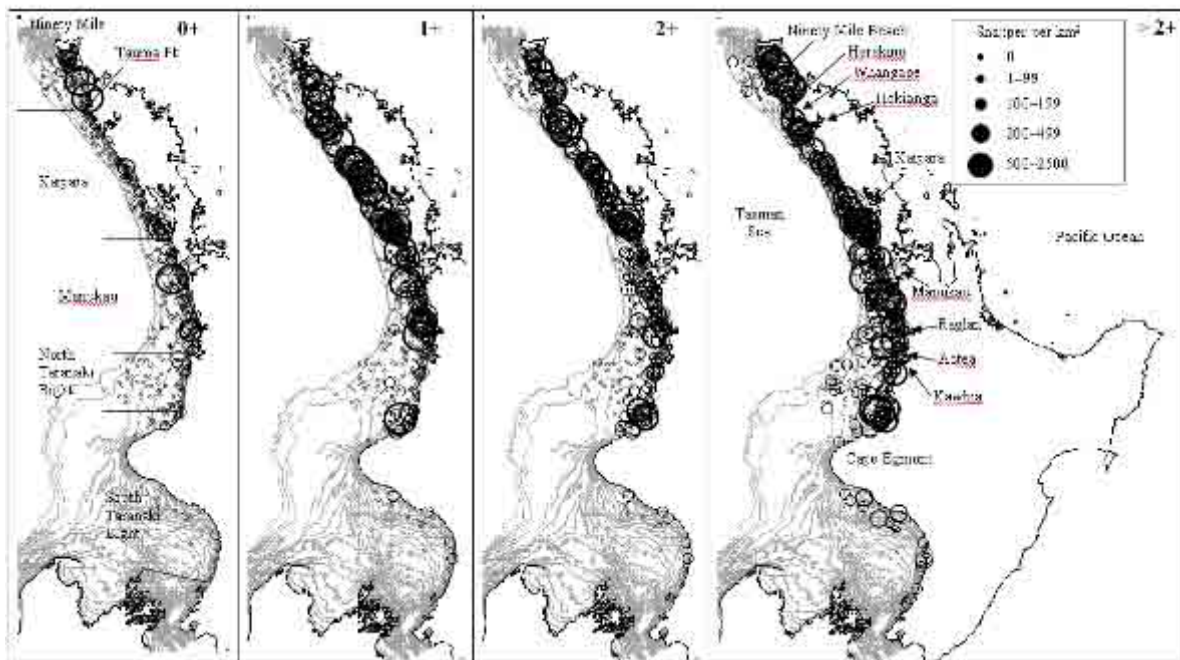 Ninety Mile
0+
Tauroa Pt
Kaipara
Manukau
North
Taranaki
Bight
South
Taranaki
Bight
1+
2+
>2+
Ninety Mile Beach
Herekino
Whangape
Hokianga
Kaipara
Tasman
Sea
Pacific Ocean
Manukau
Raglan
Aotea
Kawhia
Cape Egmont
Snapper per km²
0
1–99
100–199
200–499
500–2500